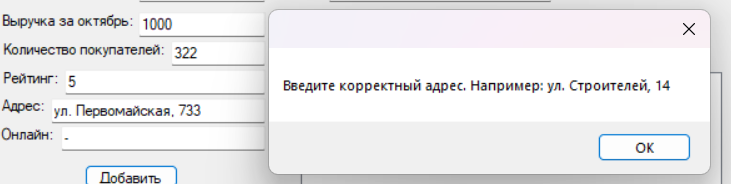 Выручка за октябрь: 1000
Количество покупателей: 322
Рейтинг: 5
Адрес: ул. Первомайская, 733
Онлайн: -
Добавить
Введите корректный адрес. Например: ул. Строителей, 14
OK